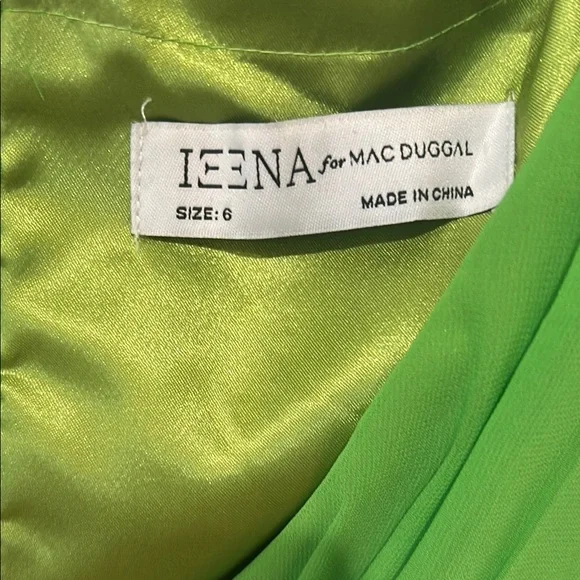 IEENA for MAC DUGGAL
SIZE: 6
MADE IN CHINA